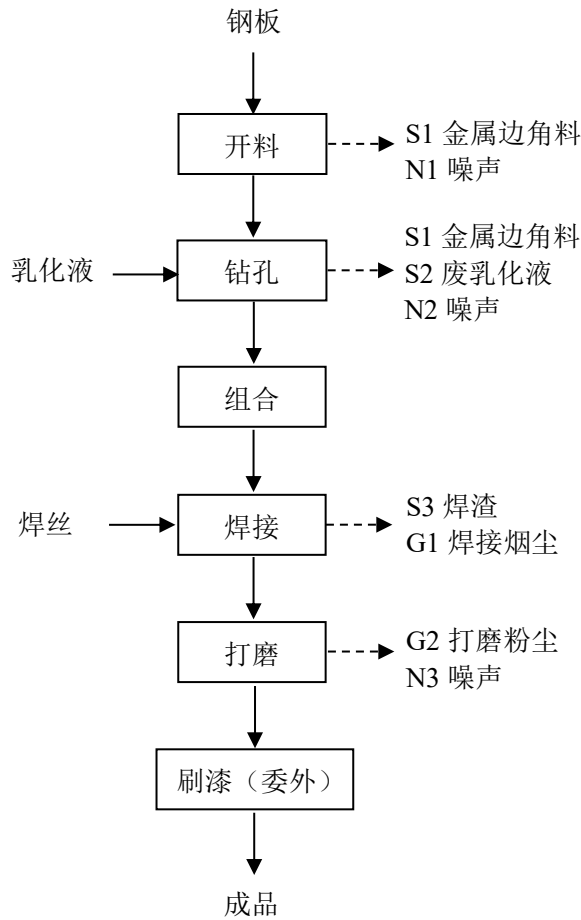 钢板
开料
S1 金属边角料
N1 噪声
乳化液
钻孔
S1 金属边角料
S2 废乳化液
N2 噪声
组合
焊丝
焊接
S3 焊渣
G1 焊接烟尘
打磨
G2 打磨粉尘
N3 噪声
刷漆（委外）
成品